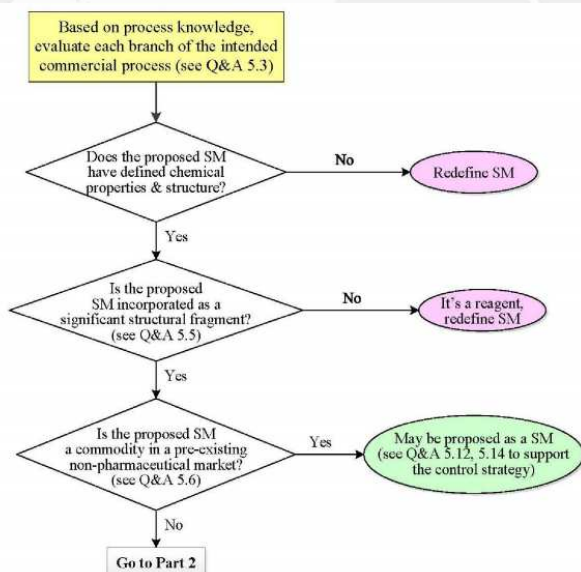 Based on process knowledge,
evaluate each branch of the intended
commercial process (see Q&A 5.3)
Does the proposed SM
have defined chemical
properties & structure?
No
Redefine SM
Yes
Is the proposed
SM incorporated as a
significant structural fragment?
(see Q&A 5.5)
No
It's a reagent,
redefine SM
Yes
Is the proposed SM
a commodity in a pre-existing
non-pharmaceutical market?
(see Q&A 5.6)
Yes
May be proposed as a SM
(see Q&A 5.12, 5.14 to support
the control strategy)
No
Go to Part 2